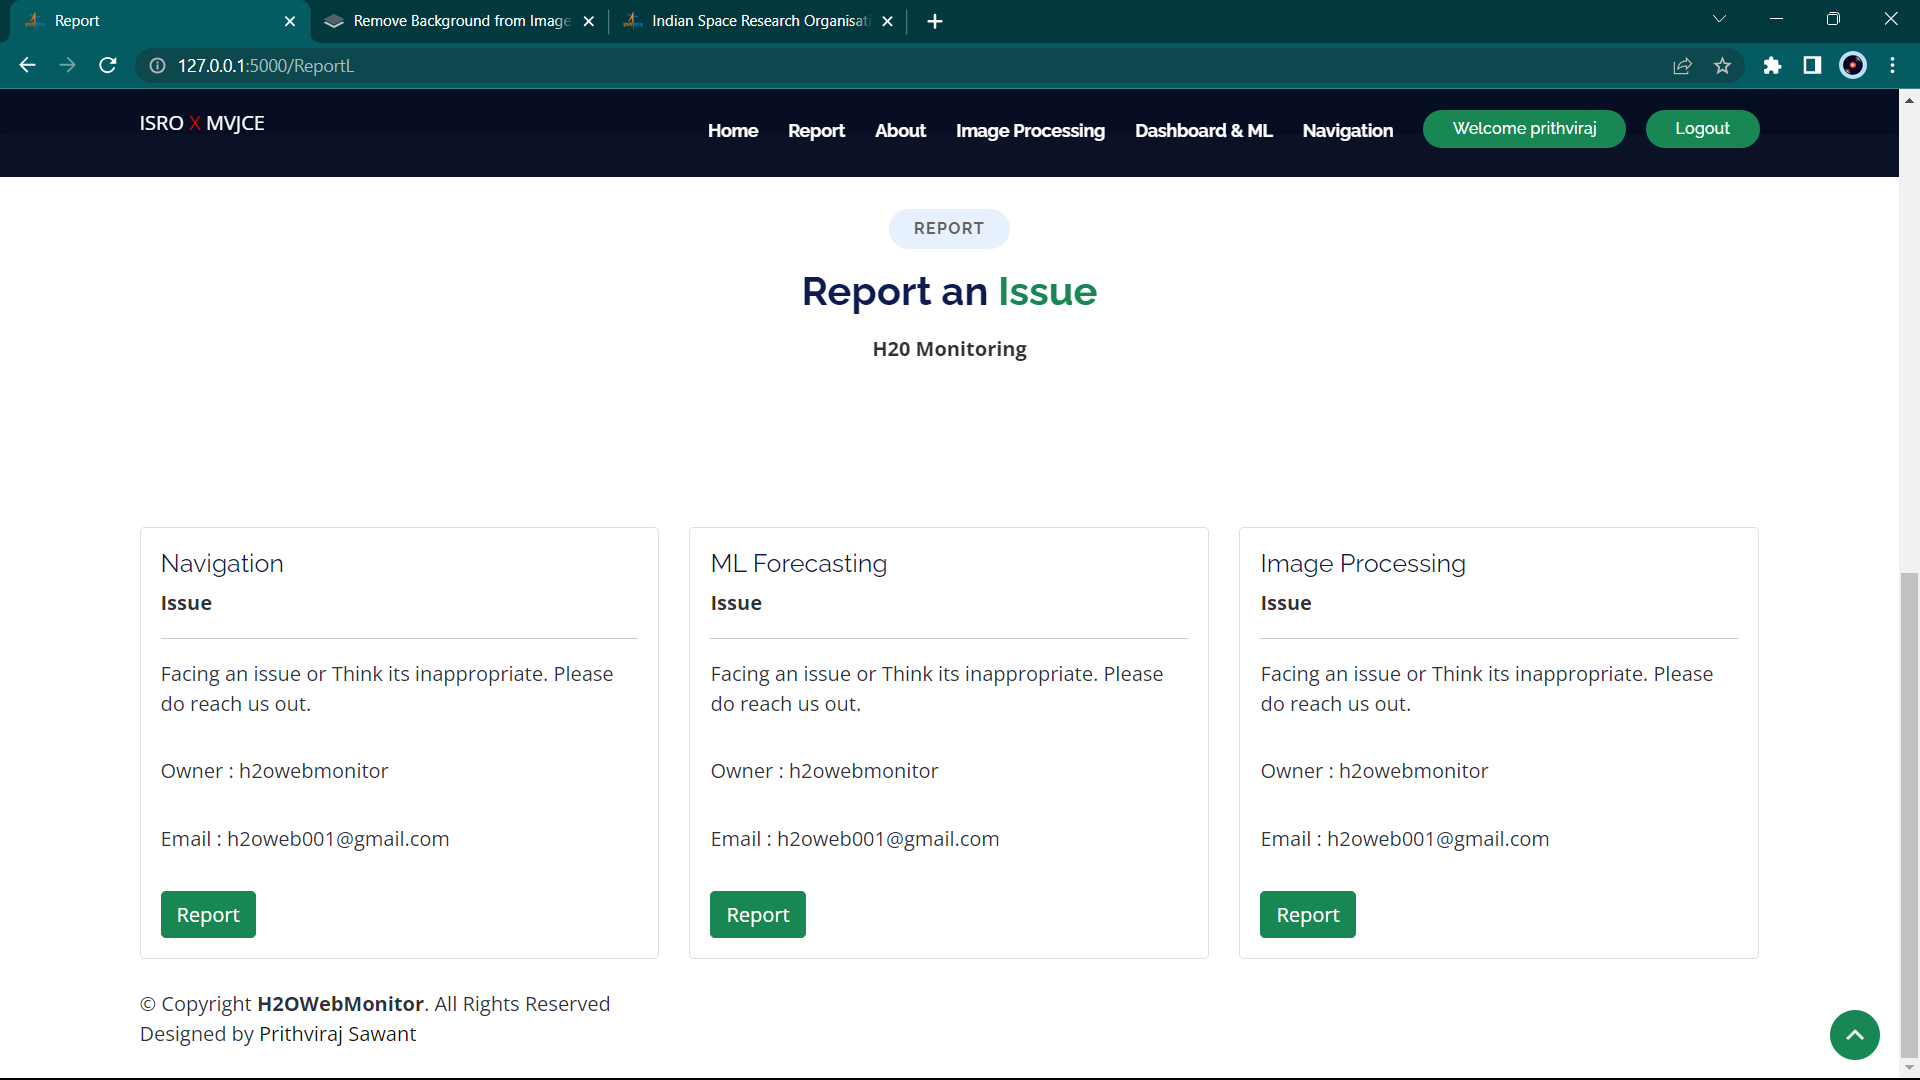 Report
Remove Background from Image
Indian Space Research Organisati
127.0.0.1:5000/ReportL
ISRO X MVJCE
Home
Report
About
Image Processing
Dashboard & ML
Navigation
Welcome prithviraj
Logout
REPORT
Report an Issue
H20 Monitoring
Navigation
Issue
Facing an issue or Think its inappropriate. Please
do reach us out.
Owner : h2owebmonitor
Email : h2oweb001@gmail.com
Report
ML Forecasting
Issue
Facing an issue or Think its inappropriate. Please
do reach us out.
Owner : h2owebmonitor
Email : h2oweb001@gmail.com
Report
Image Processing
Issue
Facing an issue or Think its inappropriate. Please
do reach us out.
Owner : h2owebmonitor
Email : h2oweb001@gmail.com
Report
© Copyright H2OWebMonitor. All Rights Reserved
Designed by Prithviraj Sawant